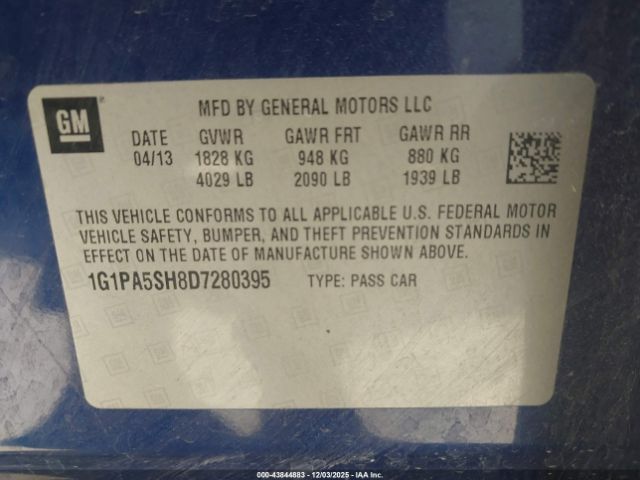 GM
MFD BY GENERAL MOTORS LLC
DATE GVWR GAWR FRT GAWR RR
04/13 1828 KG 948 KG 880 KG
4029 LB 2090 LB 1939 LB
THIS VEHICLE CONFORMS TO ALL APPLICABLE U.S. FEDERAL MOTOR
VEHICLE SAFETY, BUMPER, AND THEFT PREVENTION STANDARDS IN
EFFECT ON THE DATE OF MANUFACTURE SHOWN ABOVE.
1G1PA5SH8D7280395 TYPE: PASS CAR
000-43844883 - 12/03/2025 - IAAI.COM